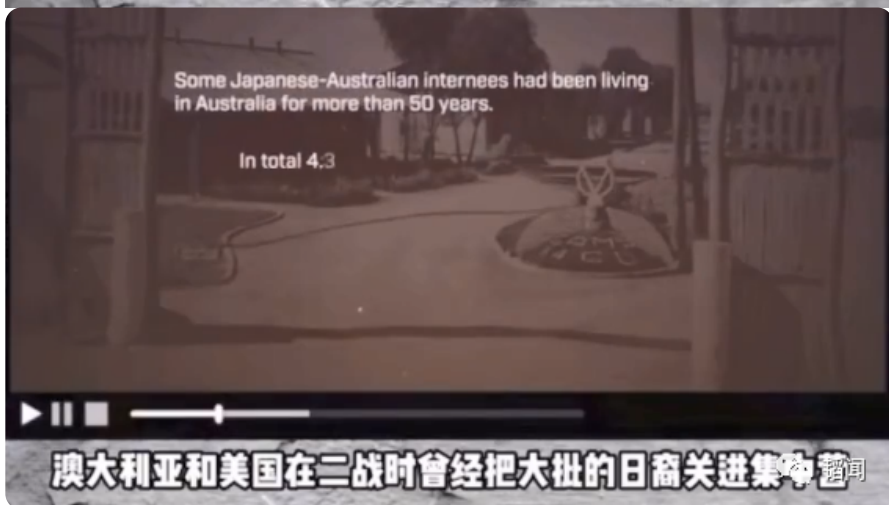 Some Japanese-Australian internees had been living
in Australia for more than 50 years.
In total 4.3
澳大利亚和美国在二战时曾经把大批的日裔关进集中营
韬闻